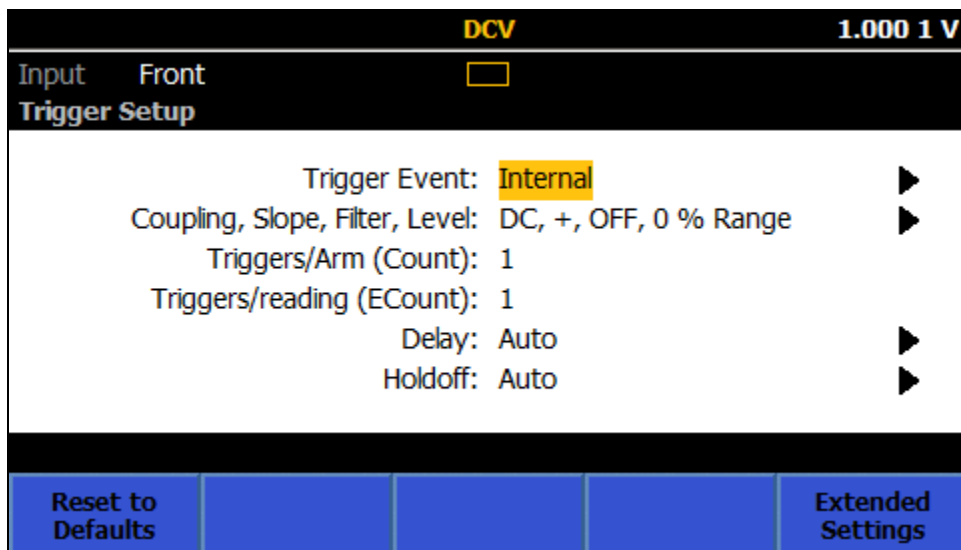 DCV 1.000 1 V
Input Front
Trigger Setup
Trigger Event: Internal
Coupling, Slope, Filter, Level: DC, +, OFF, 0 % Range
Triggers/Arm (Count): 1
Triggers/reading (ECount): 1
Delay: Auto
Holdoff: Auto
Reset to Defaults
Extended Settings